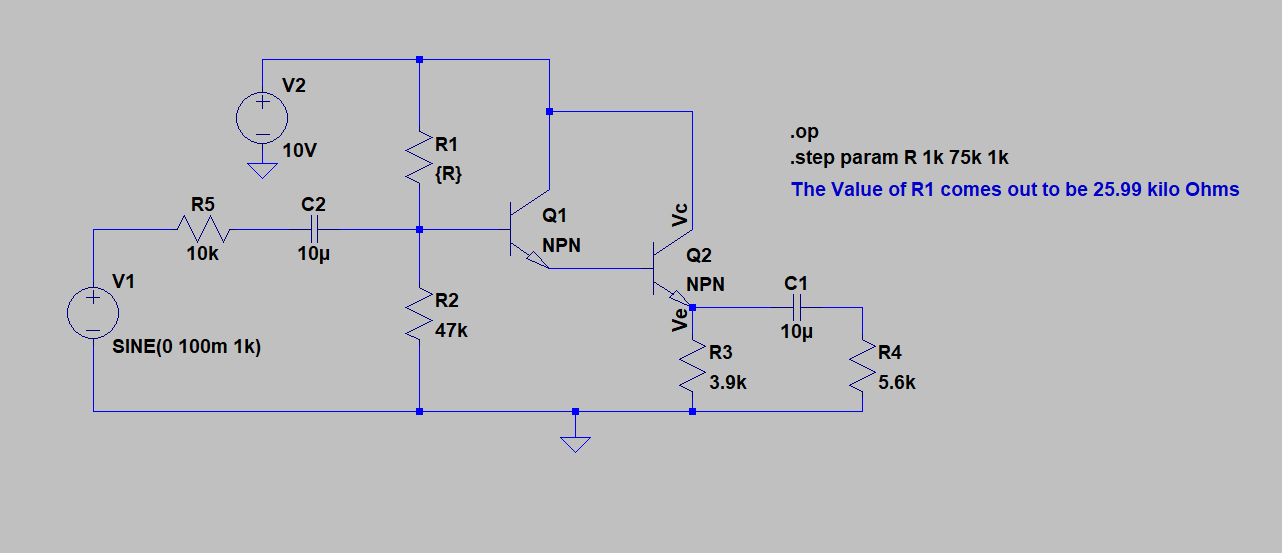 V2
10V
R1
{R}
.op
.step param R 1k 75k 1k
The Value of R1 comes out to be 25.99 kilo Ohms
R5
10k
C2
10µ
Q1
NPN
Vc
Q2
NPN
Ve
V1
SINE(0 100m 1k)
R2
47k
C1
10µ
R3
3.9k
R4
5.6k